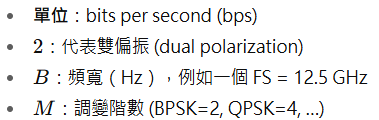 • 單位：bits per second (bps)
• 2：代表雙偏振 (dual polarization)
• B：頻寬（Hz），例如一個 FS = 12.5 GHz
• M：調變階數 (BPSK=2, QPSK=4, …)